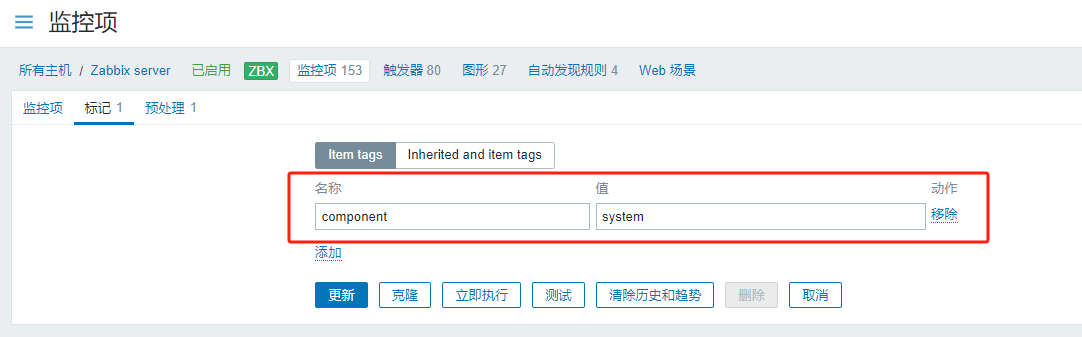 监控项
所有主机 / Zabbix server 已启用 ZBX 监控项 153 触发器 80 图形 27 自动发现规则 4 Web 场景
监控项 标记 1 预处理 1
Item tags Inherited and item tags
名称 值 动作
component system 移除
添加
更新 克隆 立即执行 测试 清除历史和趋势 删除 取消